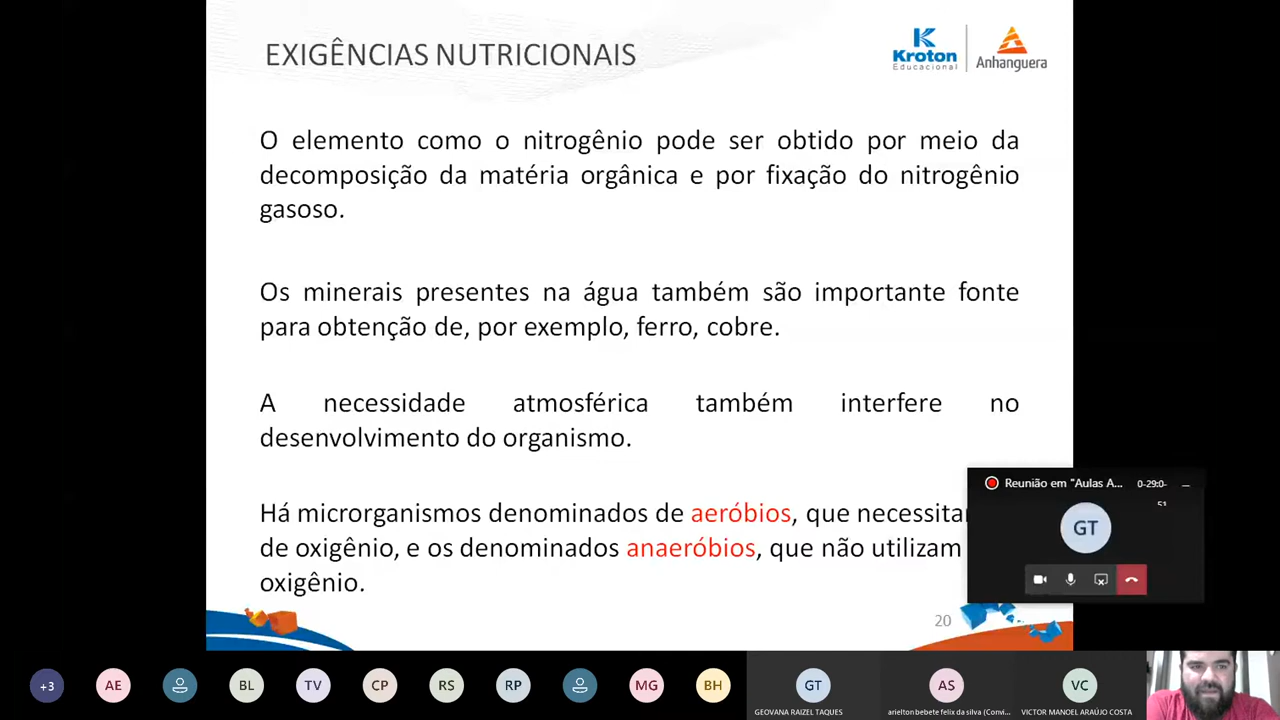 EXIGÊNCIAS NUTRICIONAIS
Kroton
Educacional
Anhanguera
O elemento como o nitrogênio pode ser obtido por meio da
decomposição da matéria orgânica e por fixação do nitrogênio
gasoso.
Os minerais presentes na água também são importante fonte
para obtenção de, por exemplo, ferro, cobre.
A necessidade atmosférica também interfere no
desenvolvimento do organismo.
Há microrganismos denominados de aeróbios, que necessitam
de oxigênio, e os denominados anaeróbios, que não utilizam
oxigênio.
20
Reunião em "Aulas A...
GT
+3
AE
BL
TV
CP
RS
RP
MG
BH
GT
GEOVANA RAIZEL TAQUES
AS
arielton bebete felix da silva (Convi...
VC
VICTOR MANOEL ARAÚJO COSTA